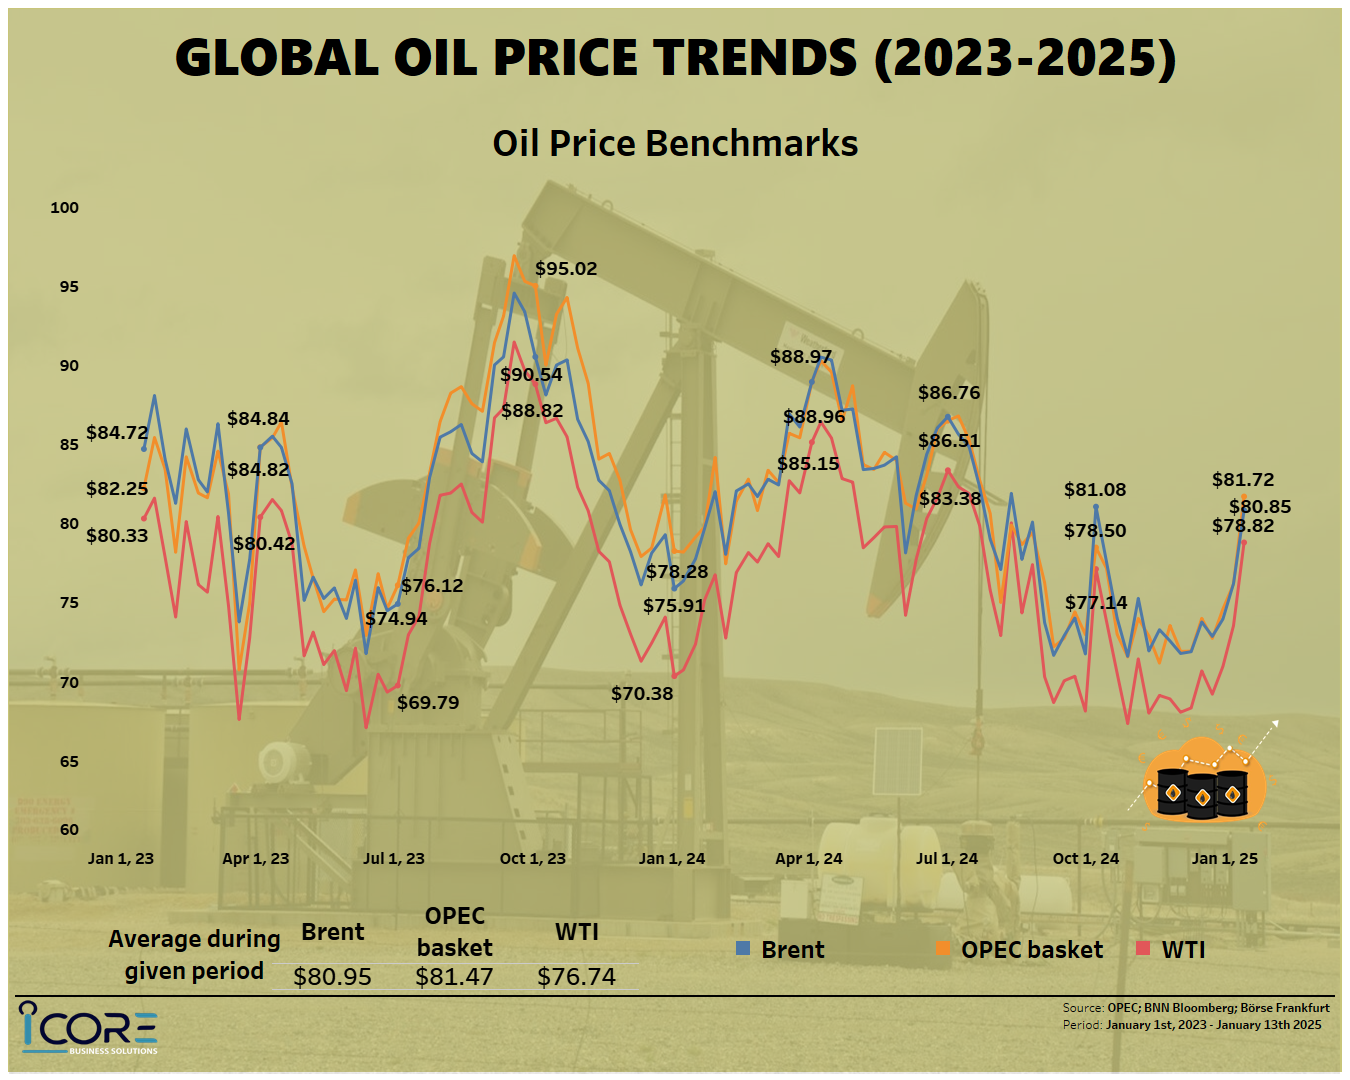 GLOBAL OIL PRICE TRENDS (2023-2025)
Oil Price Benchmarks
100
95
90
85
80
75
70
65
60
$84.72
$82.25
$80.33
$84.84
$84.82
$80.42
$76.12
$74.94
$69.79
$95.02
$90.54
$88.82
$78.28
$75.91
$70.38
$88.97
$88.96
$85.15
$86.76
$86.51
$83.38
$81.08
$78.50
$77.14
$81.72
$80.85
$78.82
Jan 1, 23
Apr 1, 23
Jul 1, 23
Oct 1, 23
Jan 1, 24
Apr 1, 24
Jul 1, 24
Oct 1, 24
Jan 1, 25
Average during
given period
Brent
OPEC
basket
WTI
$80.95
$81.47
$76.74
Brent
OPEC basket
WTI
iCORE
BUSINESS SOLUTIONS
Source: OPEC; BNN Bloomberg; Börse Frankfurt
Period: January 1st, 2023 - January 13th 2025